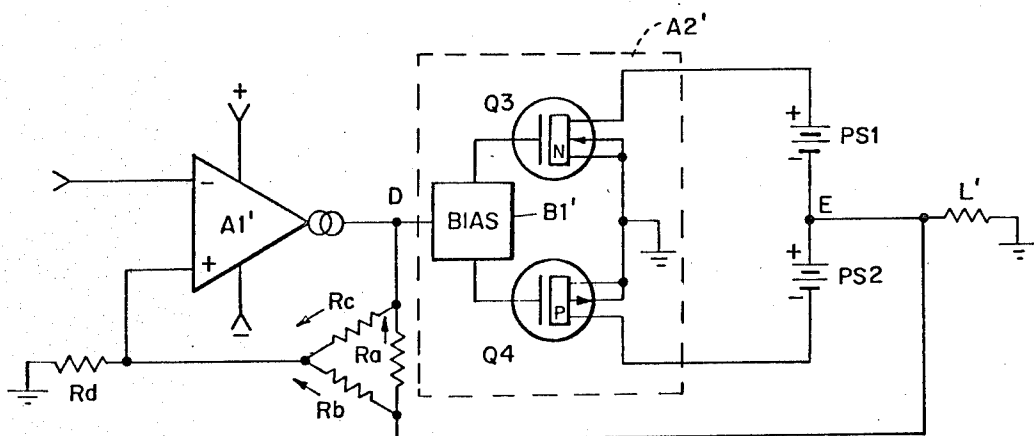 A2'
Q3
+
+
PS1
-
N
-
A1'
D
BIAS
B1'
E
L'
+
+
PS2
-
P
-
Rc
Ra
Q4
Rd
Rb